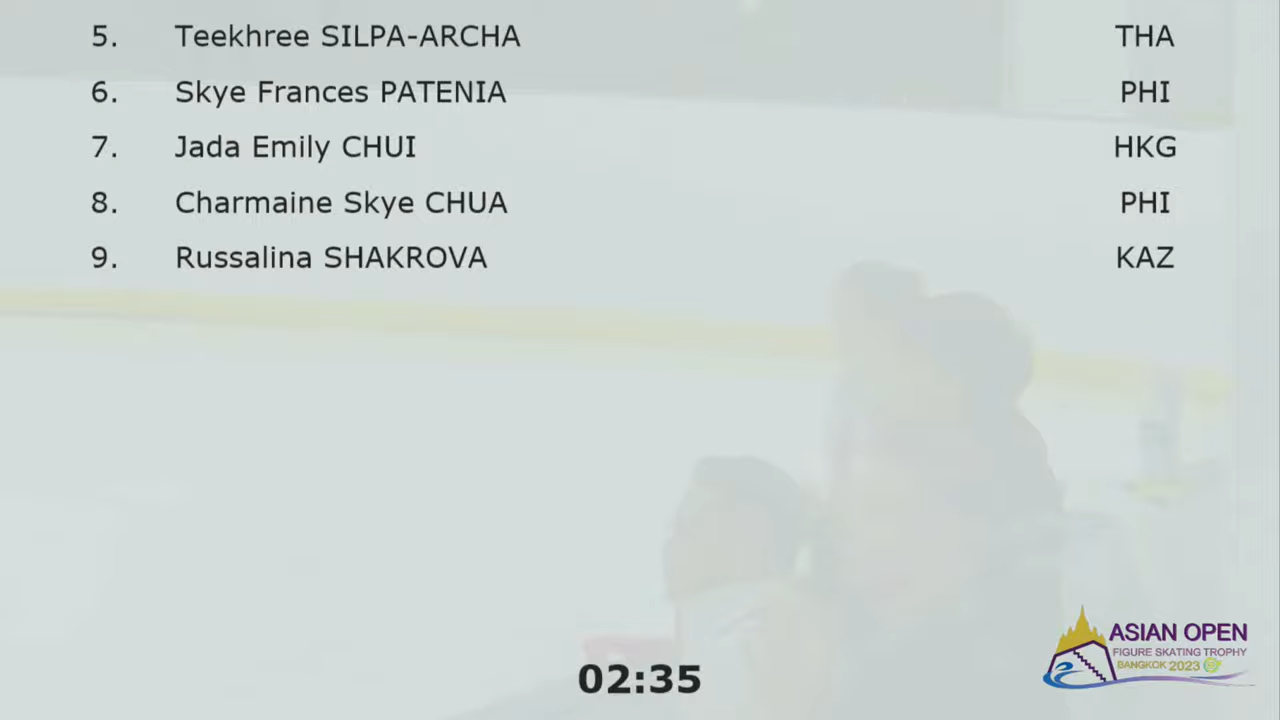 5. Teekhree SILPA-ARCHA THA
6. Skye Frances PATENIA PHI
7. Jada Emily CHUI HKG
8. Charmaine Skye CHUA PHI
9. Russalina SHAKROVA KAZ
ASIAN OPEN
FIGURE SKATING TROPHY
BANGKOK 2023
02:35